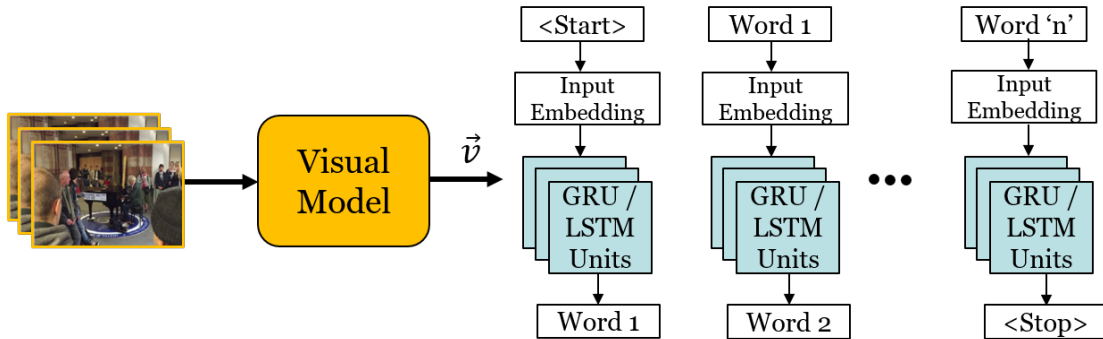 <Start>
Word 1
Word ‘n’
Input
Embedding
Input
Embedding
Input
Embedding
Visual
Model
v⃗
GRU /
LSTM
Units
GRU /
LSTM
Units
•••
GRU /
LSTM
Units
Word 1
Word 2
<Stop>